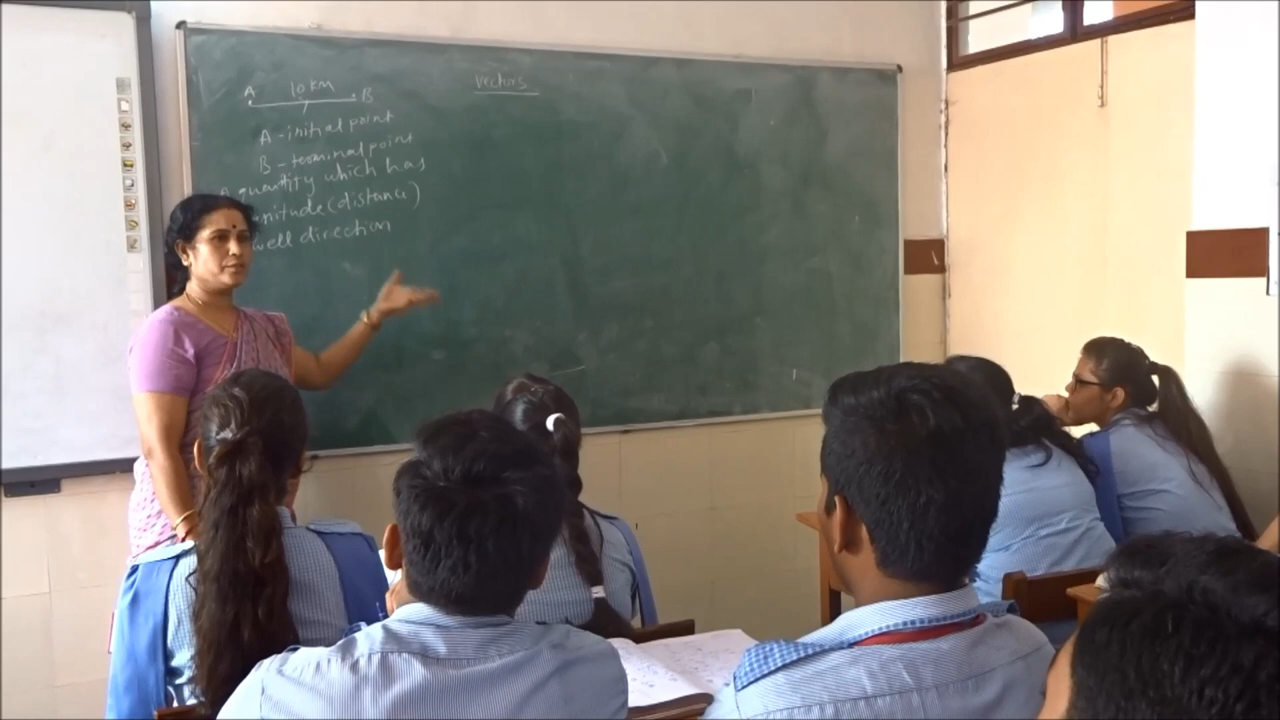 vectors
A 10 km B
A - initial point
B - terminal point
A quantity which has
nitude (distance)
well direction